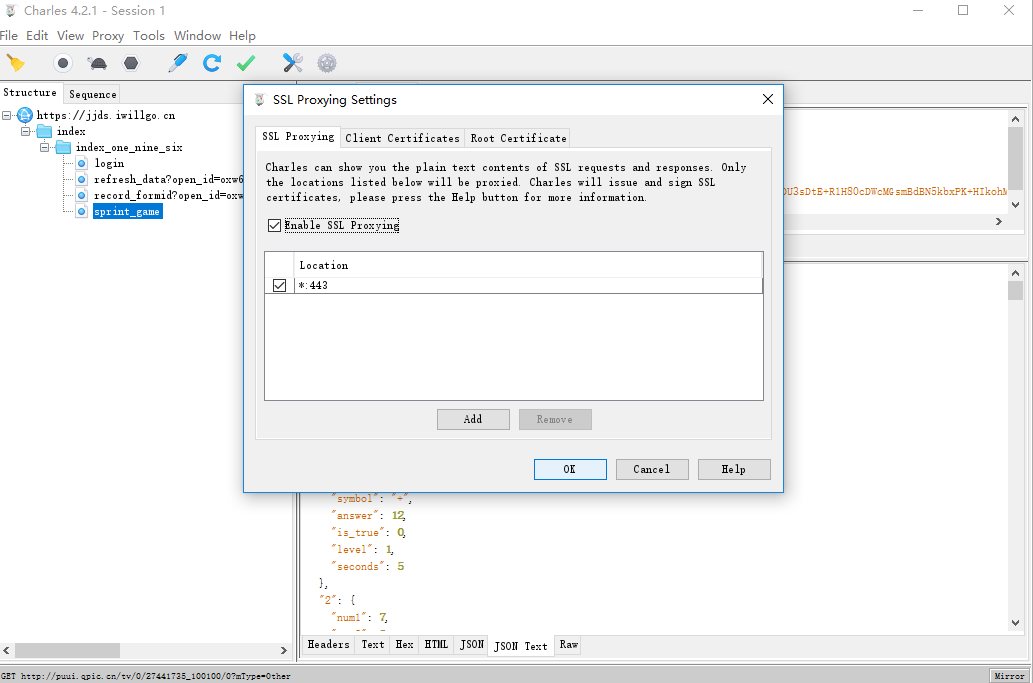 Charles 4.2.1 - Session 1
File Edit View Proxy Tools Window Help
Structure Sequence
https://jjds.iwillgo.cn
index
index_one_nine_six
login
refresh_data?open_id=oxw6
record_formid?open_id=oxw
sprint_game
SSL Proxying Settings
SSL Proxying Client Certificates Root Certificate
Charles can show you the plain text contents of SSL requests and responses. Only
the locations listed below will be proxied. Charles will issue and sign SSL
certificates, please press the Help button for more information.
Enable SSL Proxying
Location
*:443
Add Remove
OK Cancel Help
"symbol": "+",
"answer": 12,
"is_true": 0,
"level": 1,
"seconds": 5
},
"2": {
"num1": 7,
Headers Text Hex HTML JSON JSON Text Raw
GET http://puui.qpic.cn/tv/0/27441735_100100/0?mType=Other
Mirror